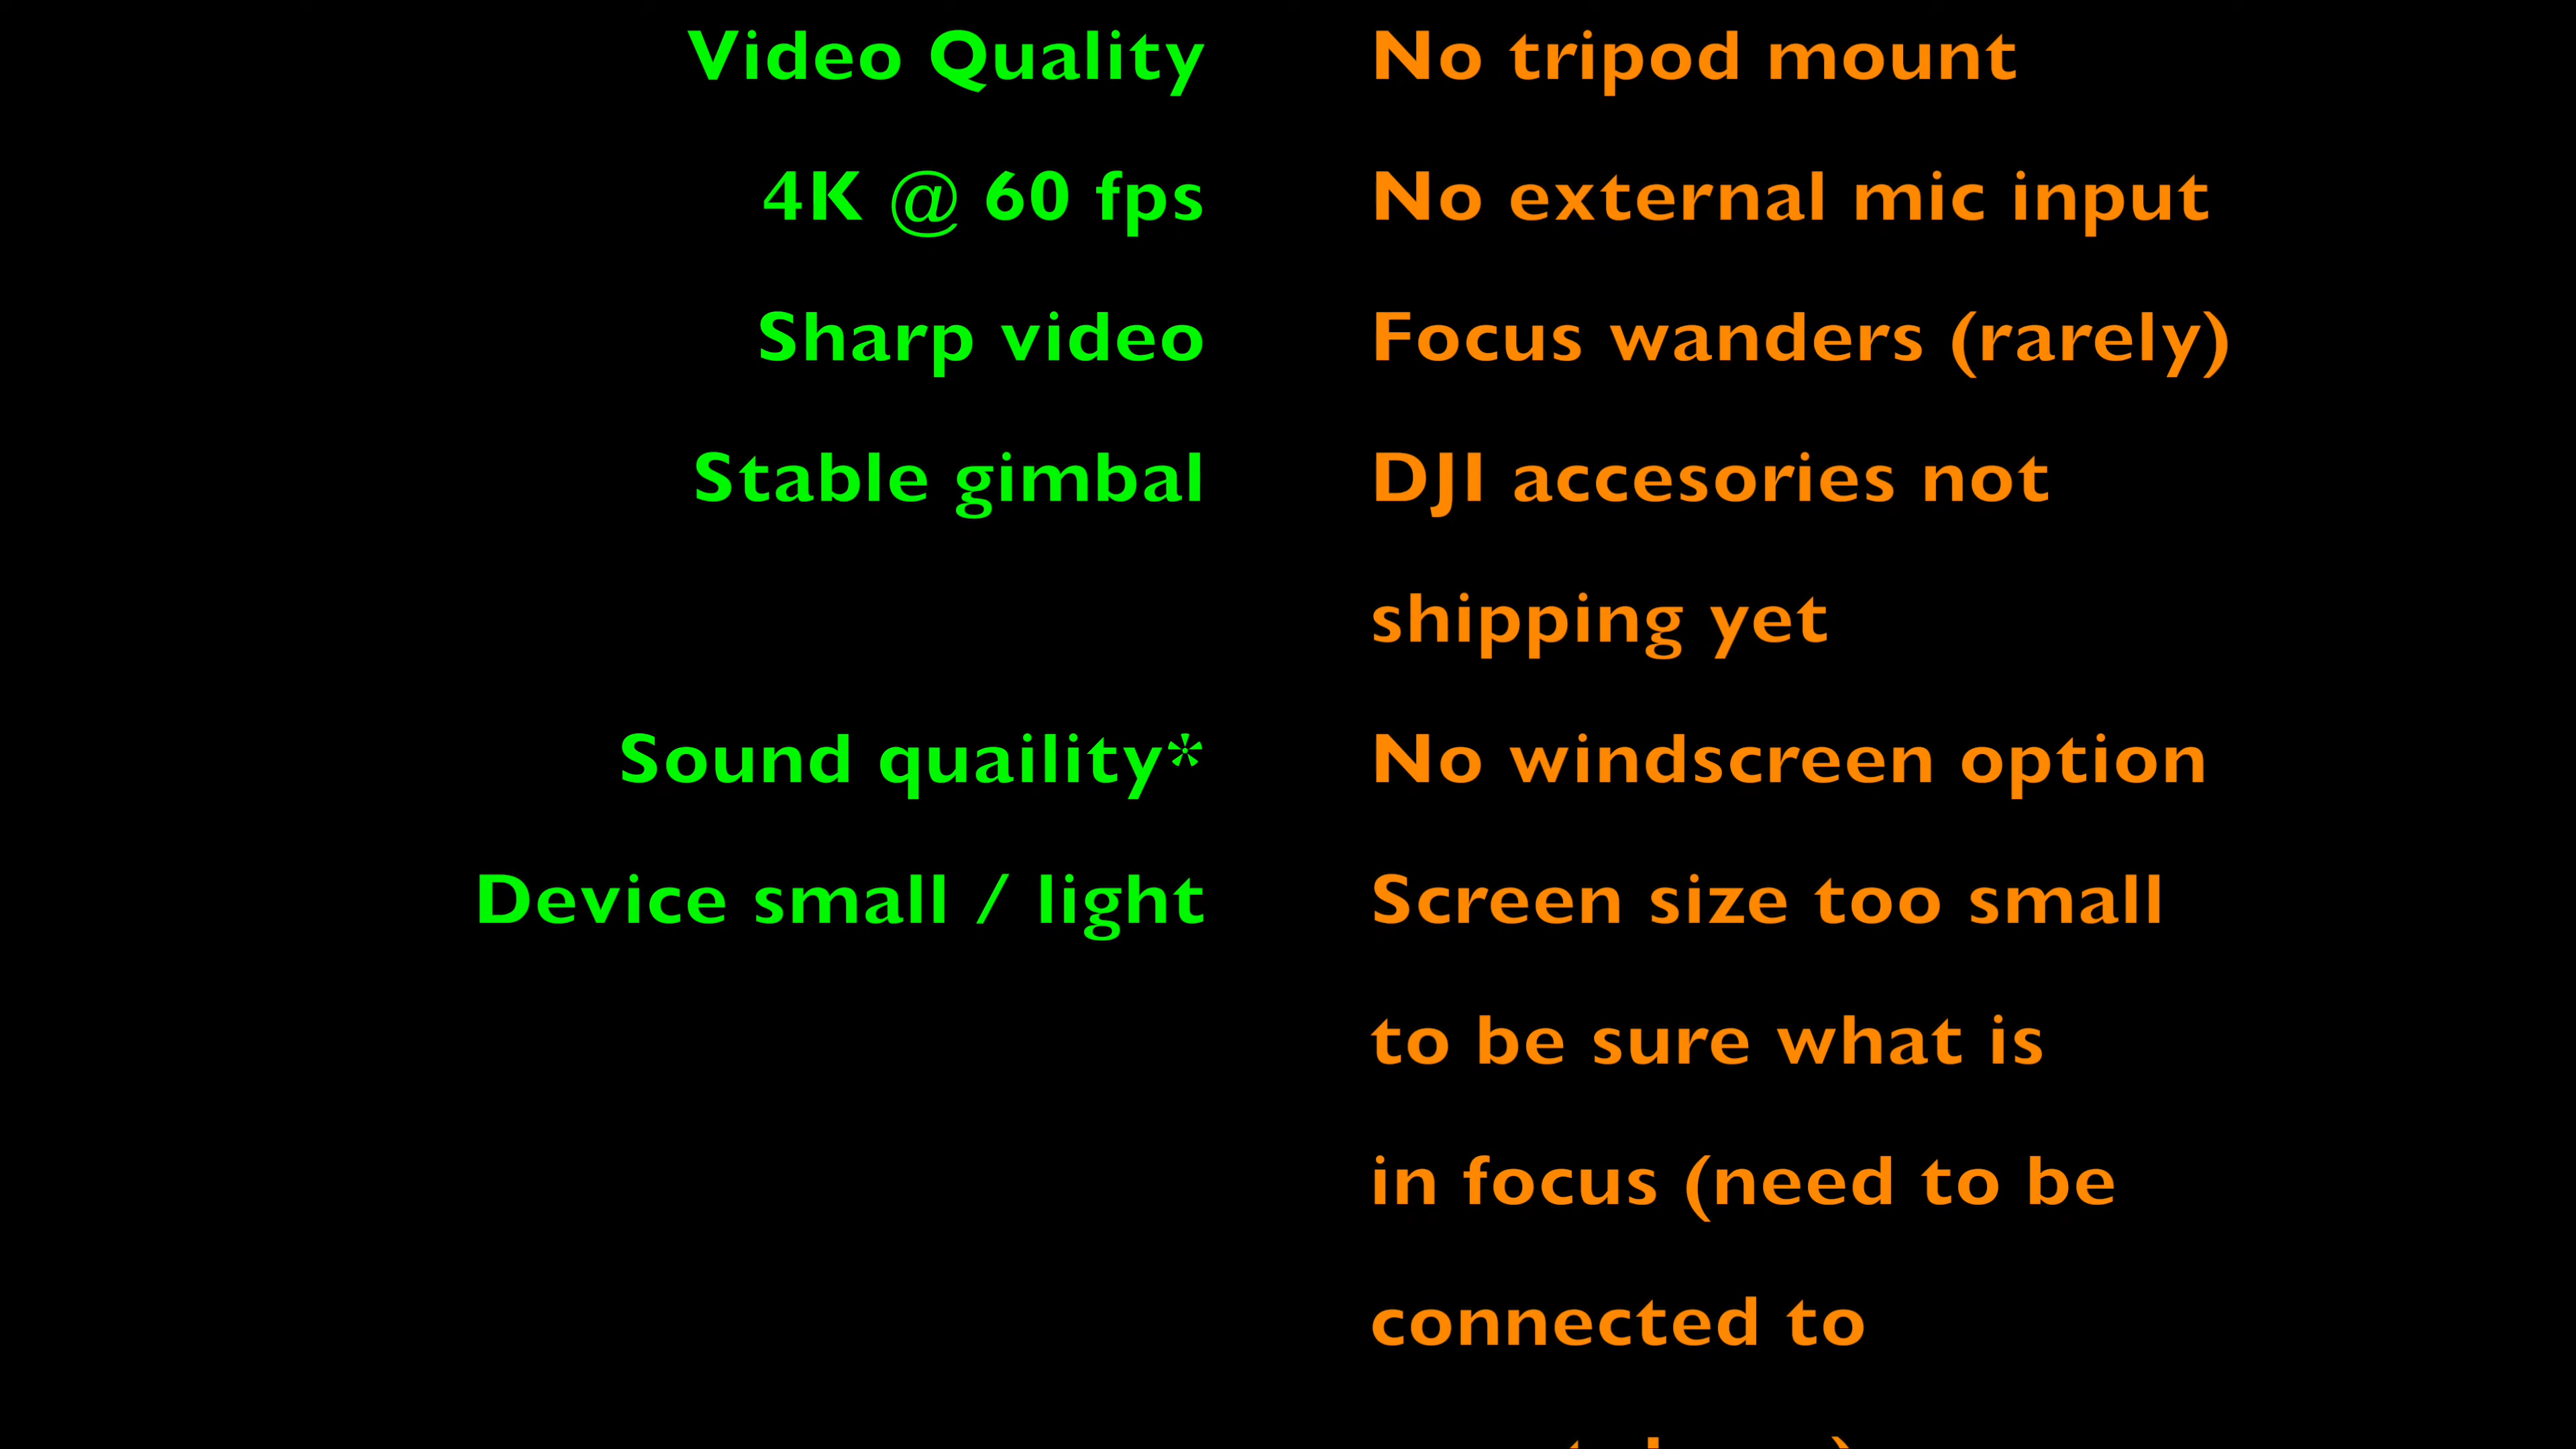 Video Quality No tripod mount
4K @ 60 fps No external mic input
Sharp video Focus wanders (rarely)
Stable gimbal DJI accesories not
shipping yet
Sound quaility* No windscreen option
Device small / light Screen size too small
to be sure what is
in focus (need to be
connected to